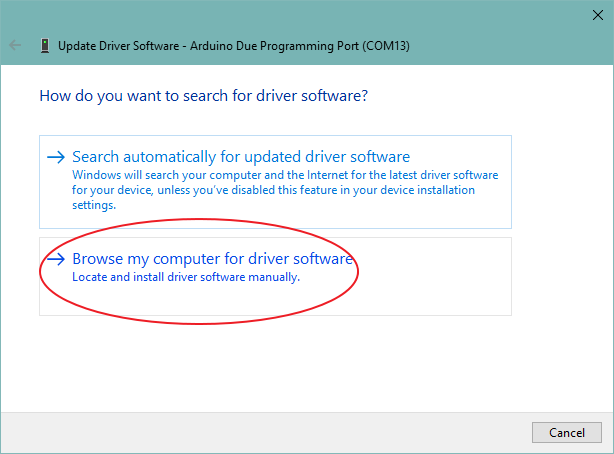 Update Driver Software - Arduino Due Programming Port (COM13)
How do you want to search for driver software?
Search automatically for updated driver software
Windows will search your computer and the Internet for the latest driver software
for your device, unless you've disabled this feature in your device installation
settings.
Browse my computer for driver software
Locate and install driver software manually.
Cancel